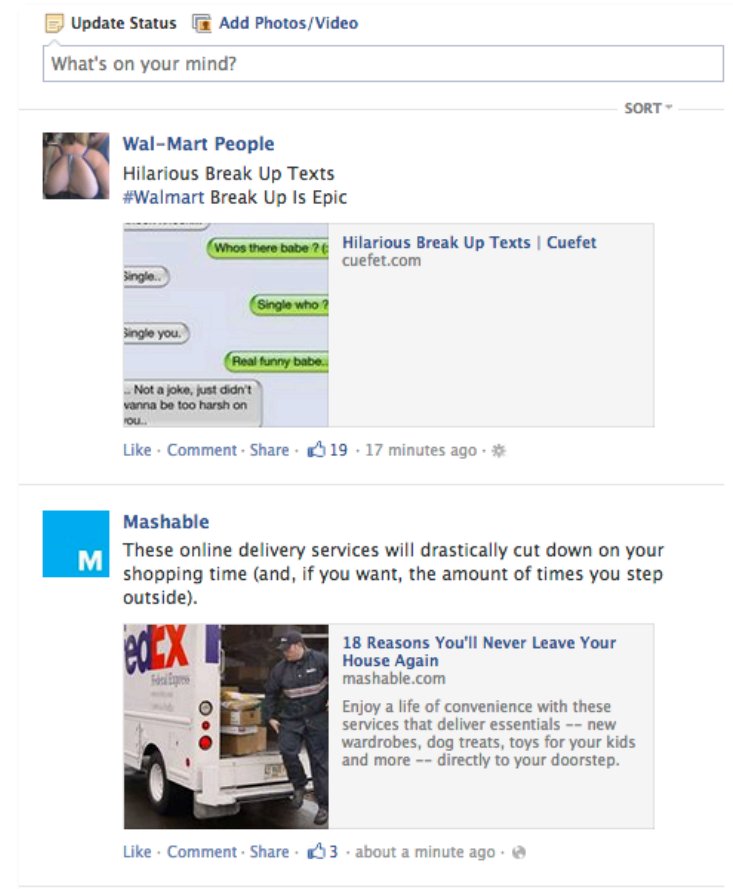 Update Status Add Photos/Video
What's on your mind?
SORT
Wal-Mart People
Hilarious Break Up Texts
#Walmart Break Up Is Epic
Whos there babe ? (:
Single..
Single who ?
Single you.
Real funny babe..
.. Not a joke, just didn't
wanna be too harsh on
you..
Hilarious Break Up Texts | Cuefet
cuefet.com
Like · Comment · Share · 19 · 17 minutes ago ·
Mashable
M
These online delivery services will drastically cut down on your
shopping time (and, if you want, the amount of times you step
outside).
edEx
Federal Express
18 Reasons You'll Never Leave Your
House Again
mashable.com
Enjoy a life of convenience with these
services that deliver essentials -- new
wardrobes, dog treats, toys for your kids
and more -- directly to your doorstep.
Like · Comment · Share · 3 · about a minute ago ·